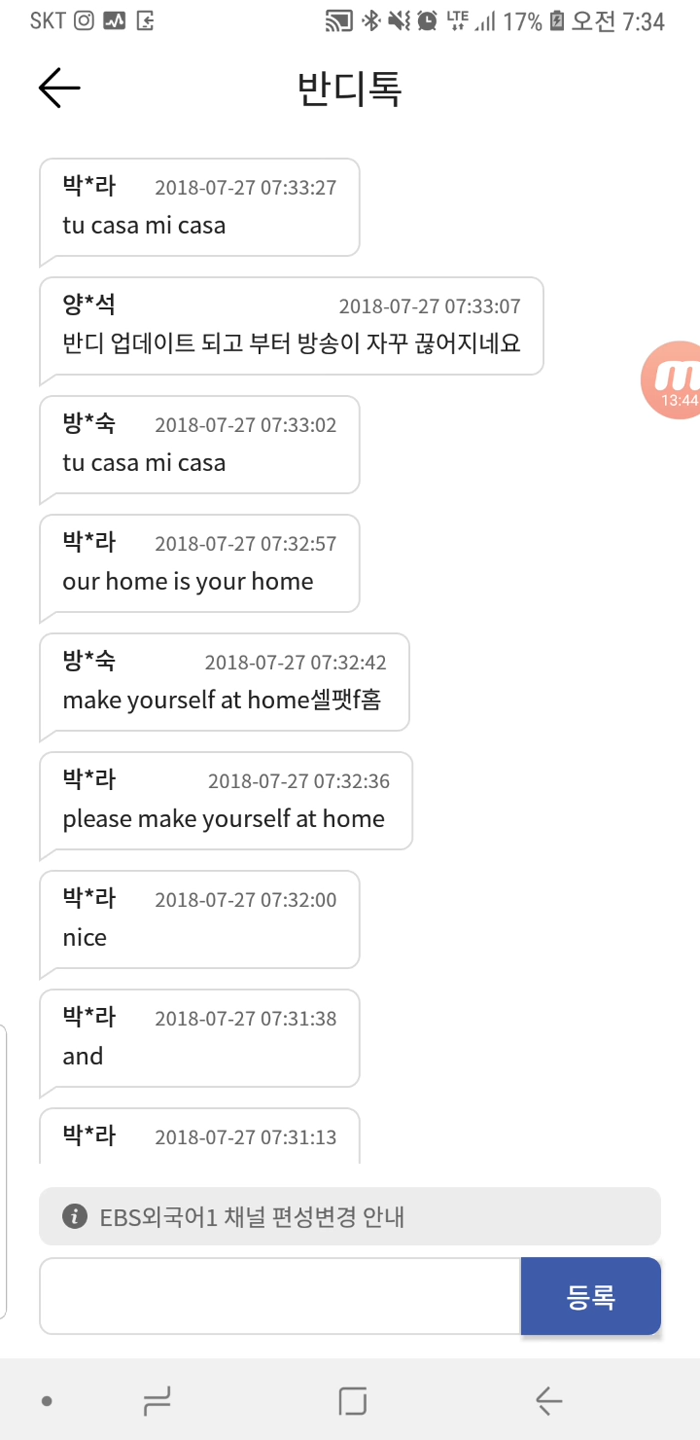 SKT LTE 17% 오전 7:34
반디톡
박*라 2018-07-27 07:33:27
tu casa mi casa
양*석 2018-07-27 07:33:07
반디 업데이트 되고 부터 방송이 자꾸 끊어지네요
m
13:44
방*숙 2018-07-27 07:33:02
tu casa mi casa
박*라 2018-07-27 07:32:57
our home is your home
방*숙 2018-07-27 07:32:42
make yourself at home셀팻f홈
박*라 2018-07-27 07:32:36
please make yourself at home
박*라 2018-07-27 07:32:00
nice
박*라 2018-07-27 07:31:38
and
박*라 2018-07-27 07:31:13
EBS외국어1 채널 편성변경 안내
등록